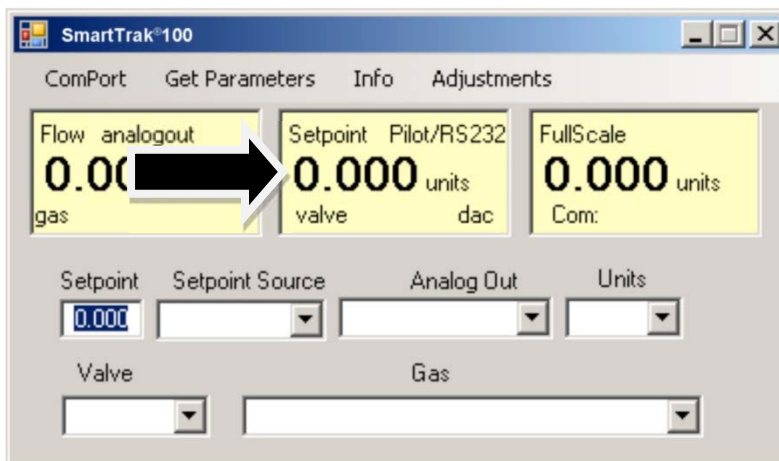 SmartTrak®100
ComPort Get Parameters Info Adjustments
Flow analogout
gas
Setpoint Pilot/RS232
0.000 units
valve dac
FullScale
0.000 units
Com:
Setpoint Setpoint Source Analog Out Units
0.000
Valve Gas